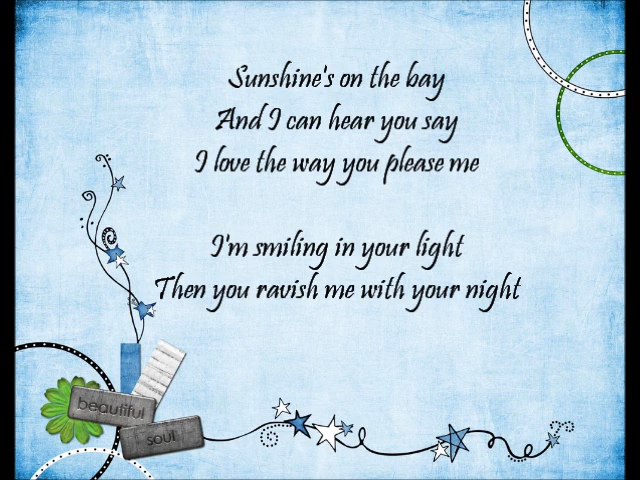 Sunshine's on the bay
And I can hear you say
I love the way you please me
I'm smiling in your light
Then you ravish me with your night
beautiful
soul